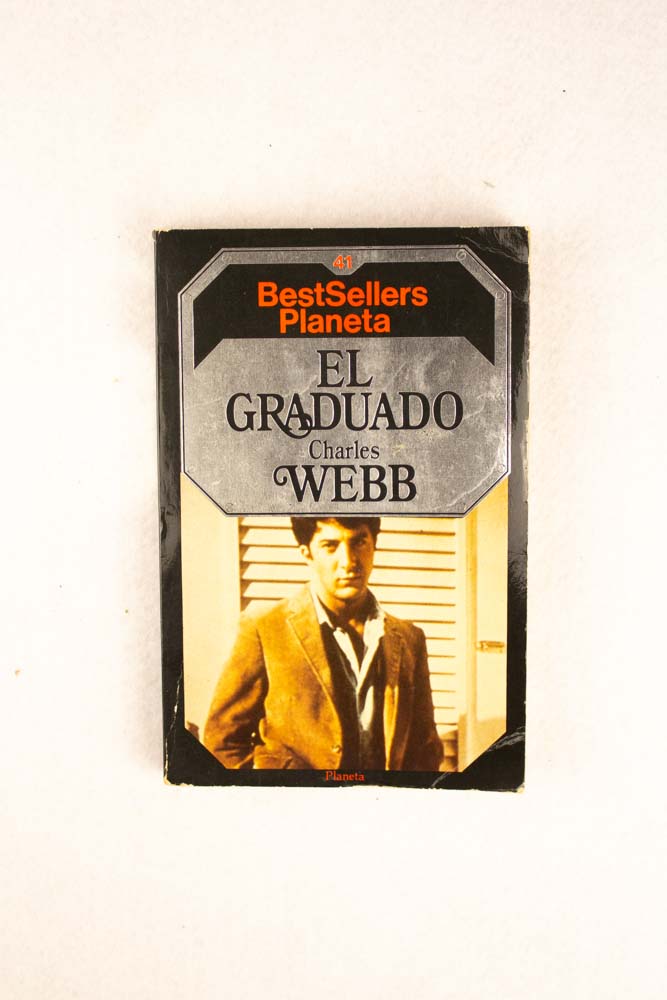 41
BestSellers
Planeta
EL
GRADUADO
Charles
WEBB
Planeta